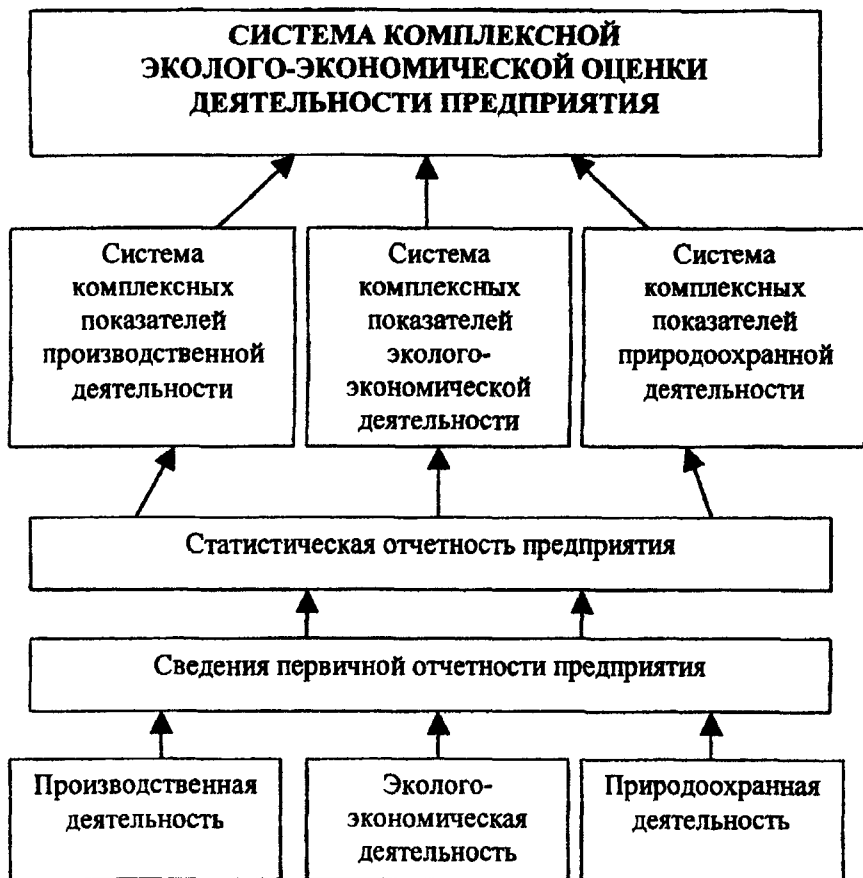 СИСТЕМА КОМПЛЕКСНОЙ
ЭКОЛОГО-ЭКОНОМИЧЕСКОЙ ОЦЕНКИ
ДЕЯТЕЛЬНОСТИ ПРЕДПРИЯТИЯ
Система
комплексных
показателей
производственной
деятельности
Система
комплексных
показателей
эколого-
экономической
деятельности
Система
комплексных
показателей
природоохранной
деятельности
Статистическая отчетность предприятия
Сведения первичной отчетности предприятия
Производственная
деятельность
Эколого-
экономическая
деятельность
Природоохранная
деятельность